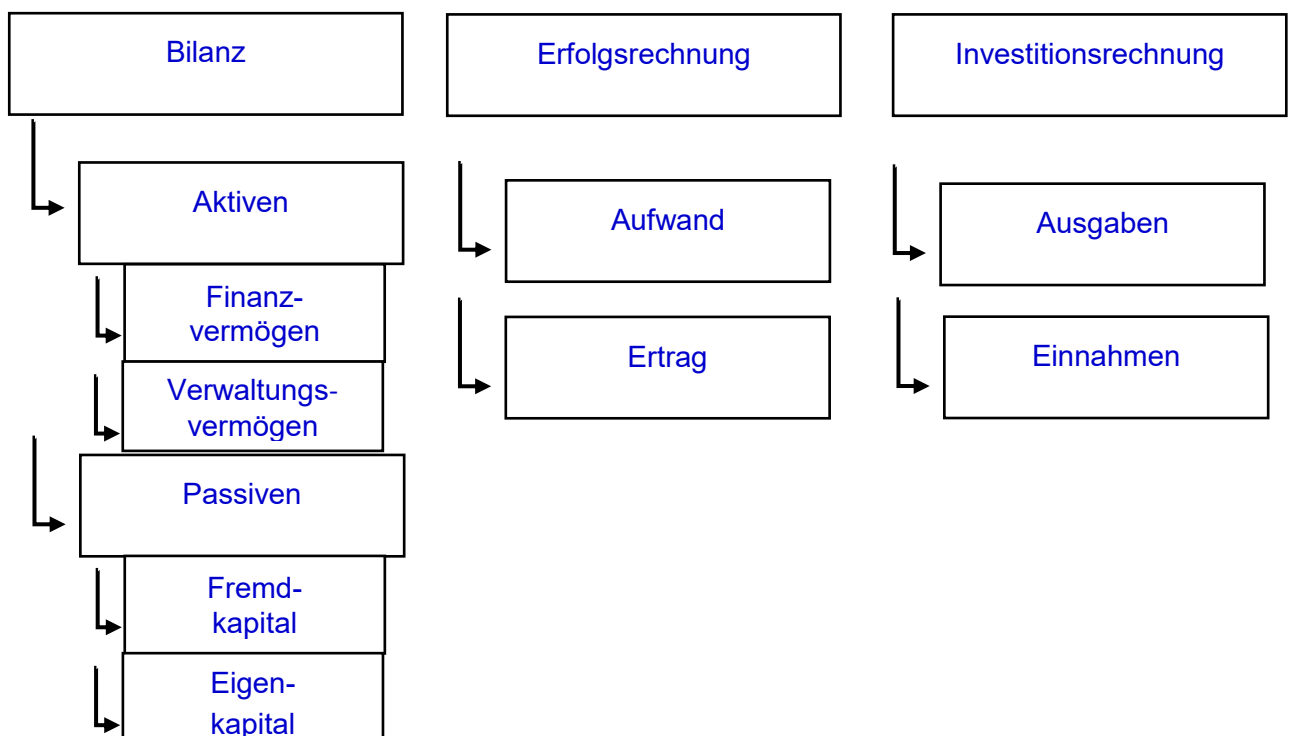 Bilanz
Erfolgsrechnung
Investitionsrechnung
Aktiven
Aufwand
Ausgaben
Finanz-
vermögen
Ertrag
Einnahmen
Verwaltungs-
vermögen
Passiven
Fremd-
kapital
Eigen-
kapital